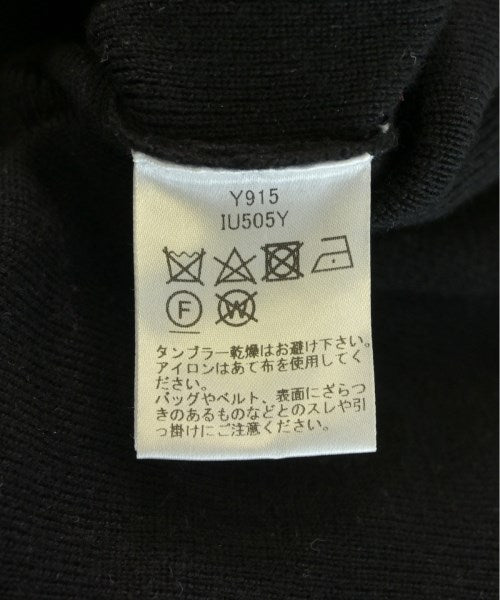 Y915
IU505Y
F
W
タンブラー乾燥はお避け下さい。
アイロンはあて布を使用してく
ださい。
バッグやベルト、表面にざらつ
きのあるものなどとのスレや引
っ掛けにご注意ください。